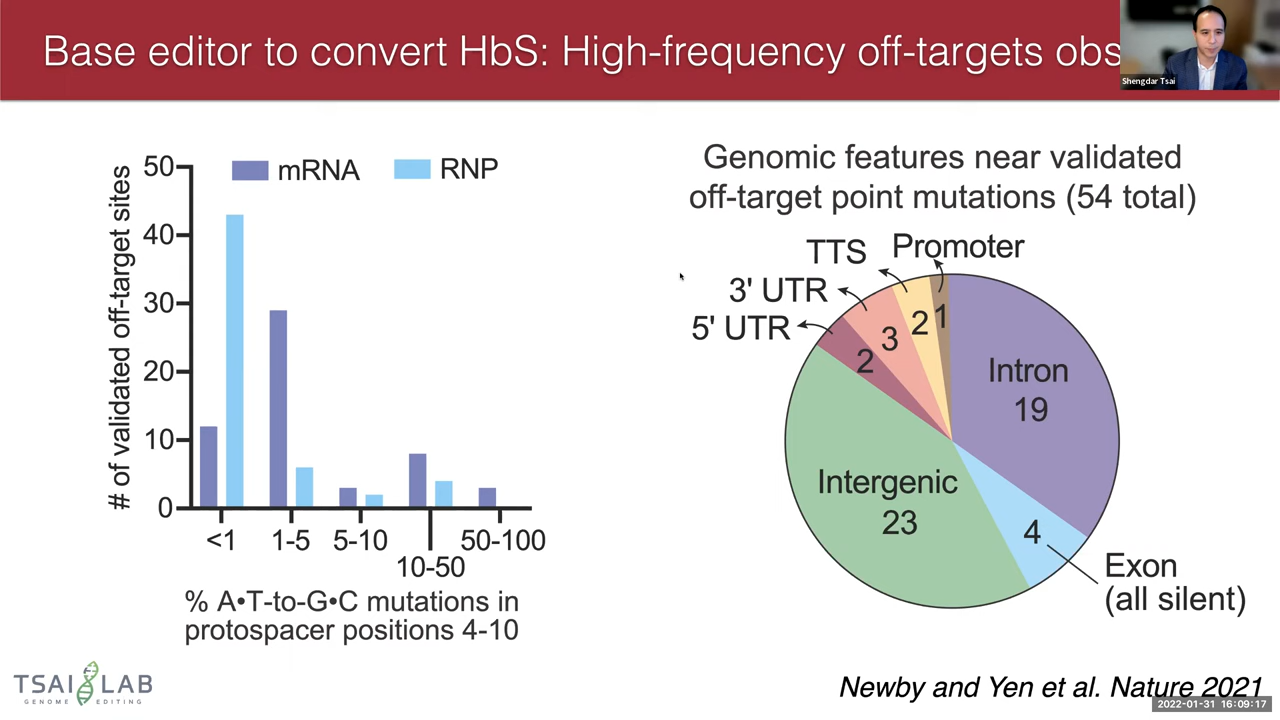 Base editor to convert HbS: High-frequency off-targets obs
Shengdar Tsai
# of validated off-target sites
50
40
30
20
10
0
mRNA
RNP
<1
1-5
5-10
10-50
50-100
% A•T-to-G•C mutations in
protospacer positions 4-10
Genomic features near validated
off-target point mutations (54 total)
TTS
Promoter
3' UTR
5' UTR
2
3
2
1
Intron
19
Intergenic
23
4
Exon
(all silent)
TSAI LAB
GENOME EDITING
Newby and Yen et al. Nature 2021
2022-01-31 16:09:17